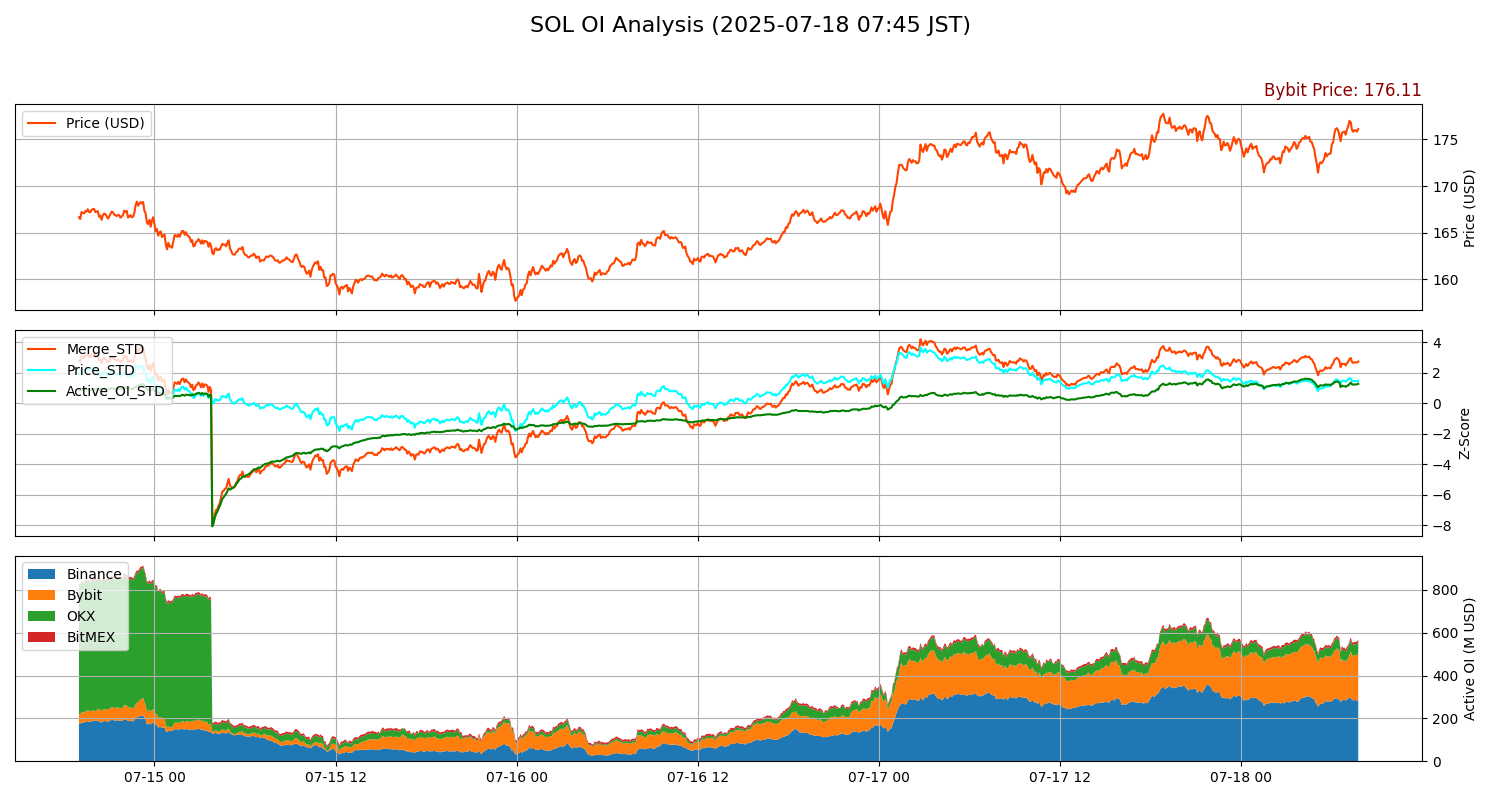 SOL OI Analysis (2025-07-18 07:45 JST)
Bybit Price: 176.11
Price (USD)
175
170
165
160
Price (USD)
Merge_STD
Price_STD
Active_OI_STD
4
2
0
−2
−4
−6
−8
Z-Score
Binance
Bybit
OKX
BitMEX
800
600
400
200
0
Active OI (M USD)
07-15 00
07-15 12
07-16 00
07-16 12
07-17 00
07-17 12
07-18 00